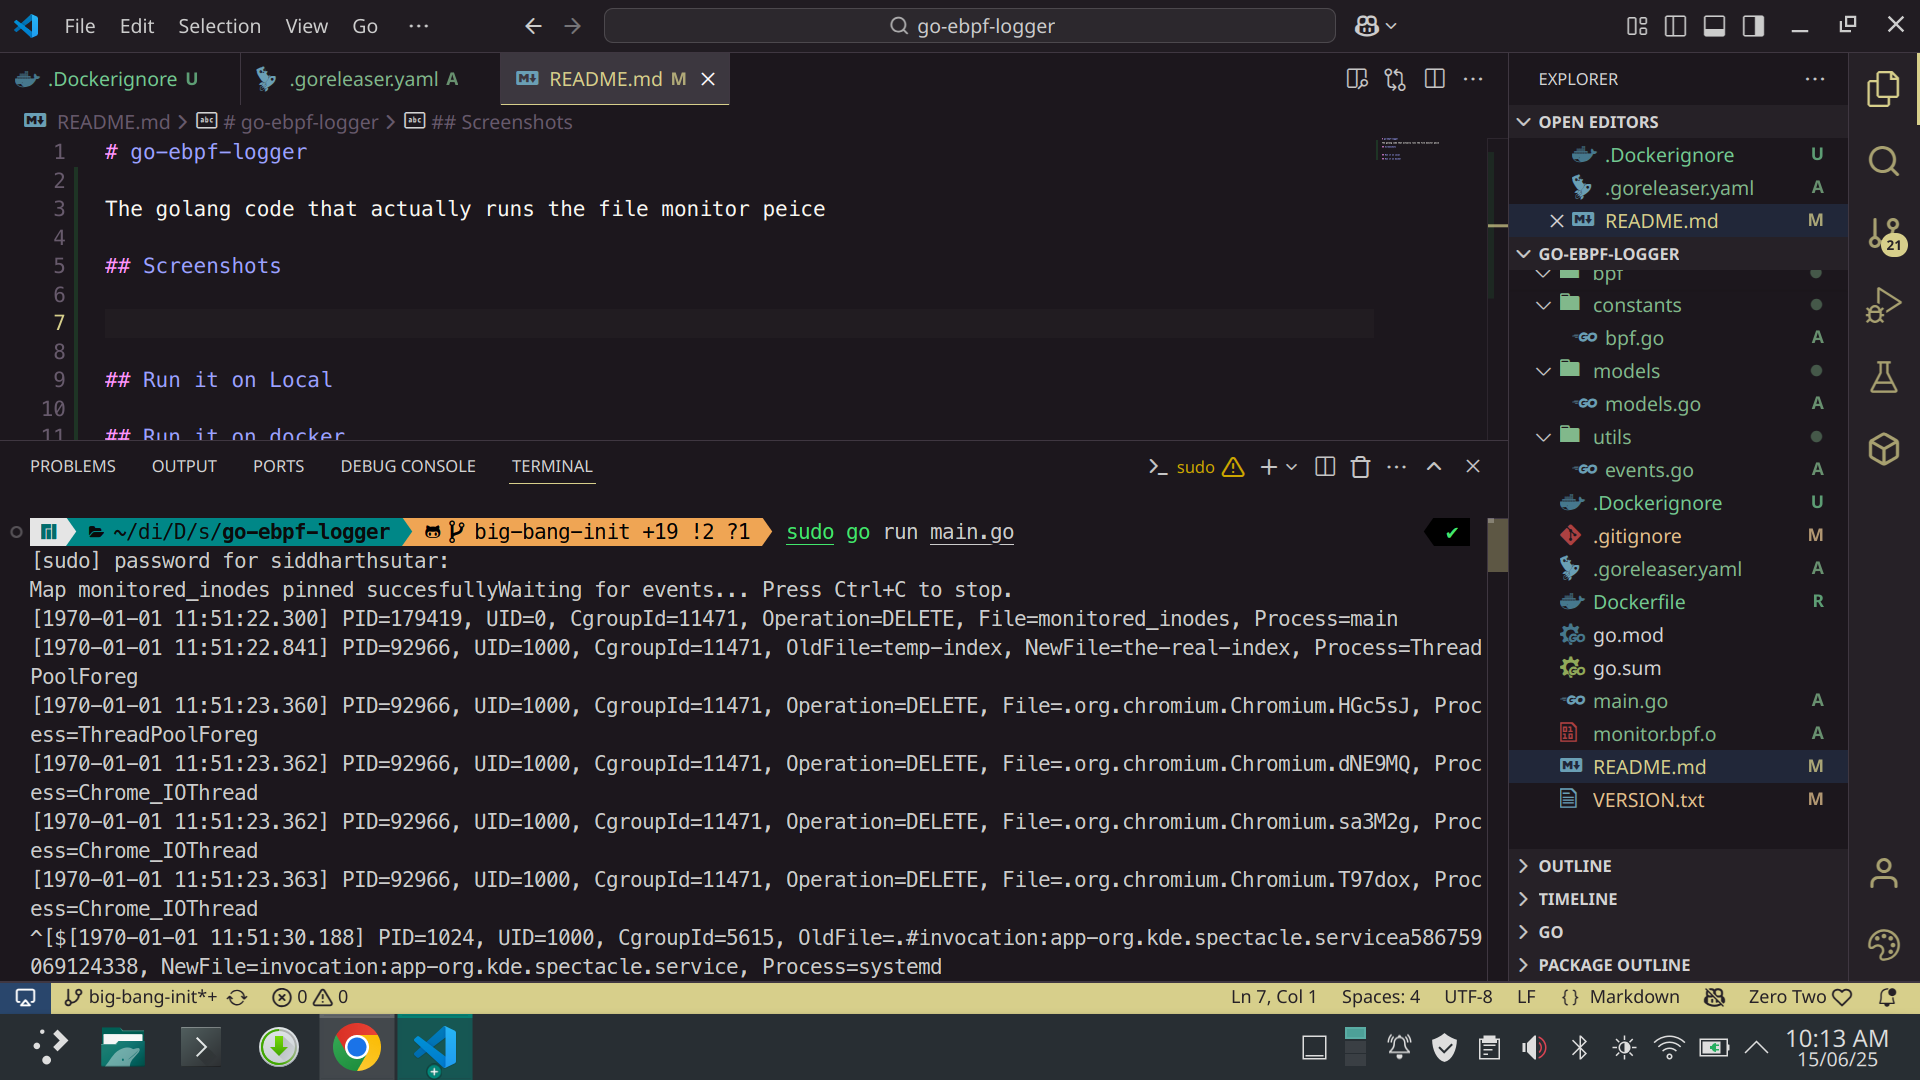 File Edit Selection View Go ··· go-ebpf-logger
.Dockerignore U .goreleaser.yaml A README.md M
README.md > # go-ebpf-logger > ## Screenshots
1 # go-ebpf-logger
2
3 The golang code that actually runs the file monitor peice
4
5 ## Screenshots
6
7
8
9 ## Run it on Local
10
11 ## Run it on docker
PROBLEMS OUTPUT PORTS DEBUG CONSOLE TERMINAL sudo
~/di/D/s/go-ebpf-logger big-bang-init +19 !2 ?1 sudo go run main.go ✔
[sudo] password for siddharthsutar:
Map monitored_inodes pinned succesfullyWaiting for events... Press Ctrl+C to stop.
[1970-01-01 11:51:22.300] PID=179419, UID=0, CgroupId=11471, Operation=DELETE, File=monitored_inodes, Process=main
[1970-01-01 11:51:22.841] PID=92966, UID=1000, CgroupId=11471, OldFile=temp-index, NewFile=the-real-index, Process=Thread
PoolForeg
[1970-01-01 11:51:23.360] PID=92966, UID=1000, CgroupId=11471, Operation=DELETE, File=.org.chromium.Chromium.HGc5sJ, Proc
ess=ThreadPoolForeg
[1970-01-01 11:51:23.362] PID=92966, UID=1000, CgroupId=11471, Operation=DELETE, File=.org.chromium.Chromium.dNE9MQ, Proc
ess=Chrome_IOThread
[1970-01-01 11:51:23.362] PID=92966, UID=1000, CgroupId=11471, Operation=DELETE, File=.org.chromium.Chromium.sa3M2g, Proc
ess=Chrome_IOThread
[1970-01-01 11:51:23.363] PID=92966, UID=1000, CgroupId=11471, Operation=DELETE, File=.org.chromium.Chromium.T97dox, Proc
ess=Chrome_IOThread
^[$[1970-01-01 11:51:30.188] PID=1024, UID=1000, CgroupId=5615, OldFile=.#invocation:app-org.kde.spectacle.servicea586759
069124338, NewFile=invocation:app-org.kde.spectacle.service, Process=systemd
EXPLORER
OPEN EDITORS
.Dockerignore U
.goreleaser.yaml A
README.md M
GO-EBPF-LOGGER
bpf
constants
bpf.go A
models
models.go A
utils
events.go A
.Dockerignore U
.gitignore M
.goreleaser.yaml A
Dockerfile R
go.mod
go.sum
main.go A
monitor.bpf.o A
README.md M
VERSION.txt M
OUTLINE
TIMELINE
GO
PACKAGE OUTLINE
21
big-bang-init*+ 0 0 Ln 7, Col 1 Spaces: 4 UTF-8 LF {} Markdown Zero Two
10:13 AM
15/06/25